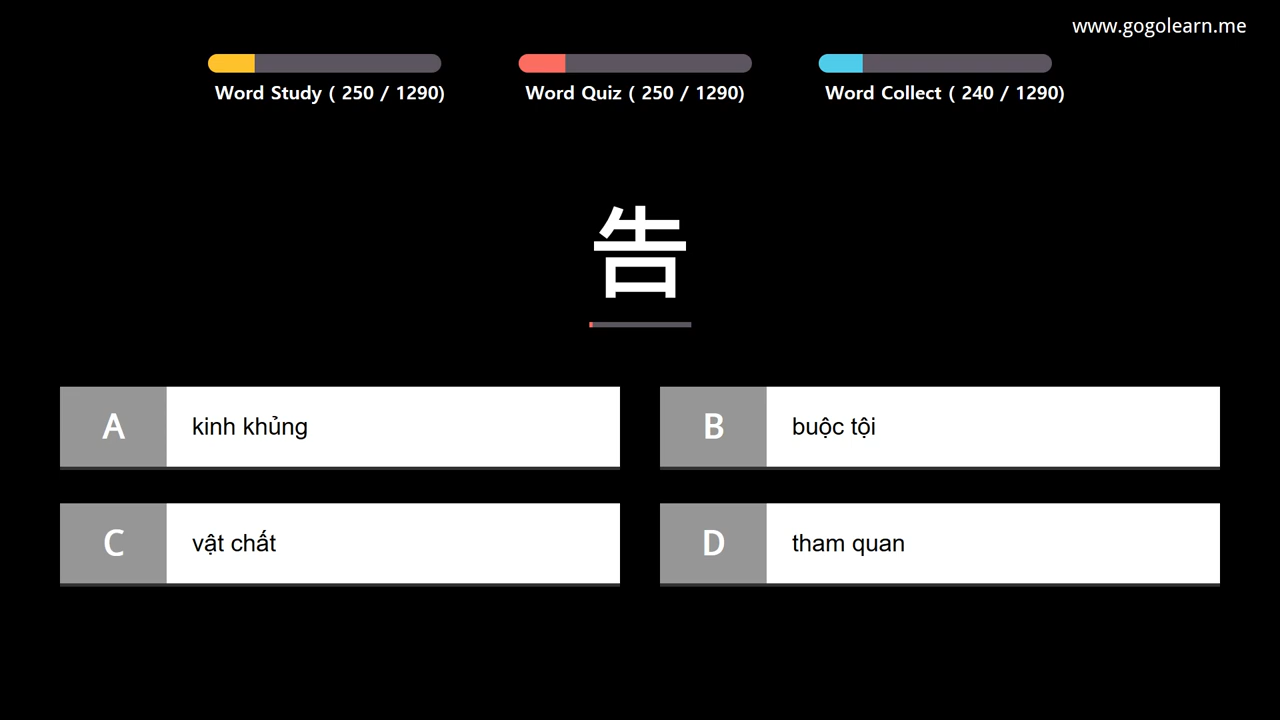 www.gogolearn.me
Word Study ( 250 / 1290)
Word Quiz ( 250 / 1290)
Word Collect ( 240 / 1290)
告
A kinh khủng
B buộc tội
C vật chất
D tham quan